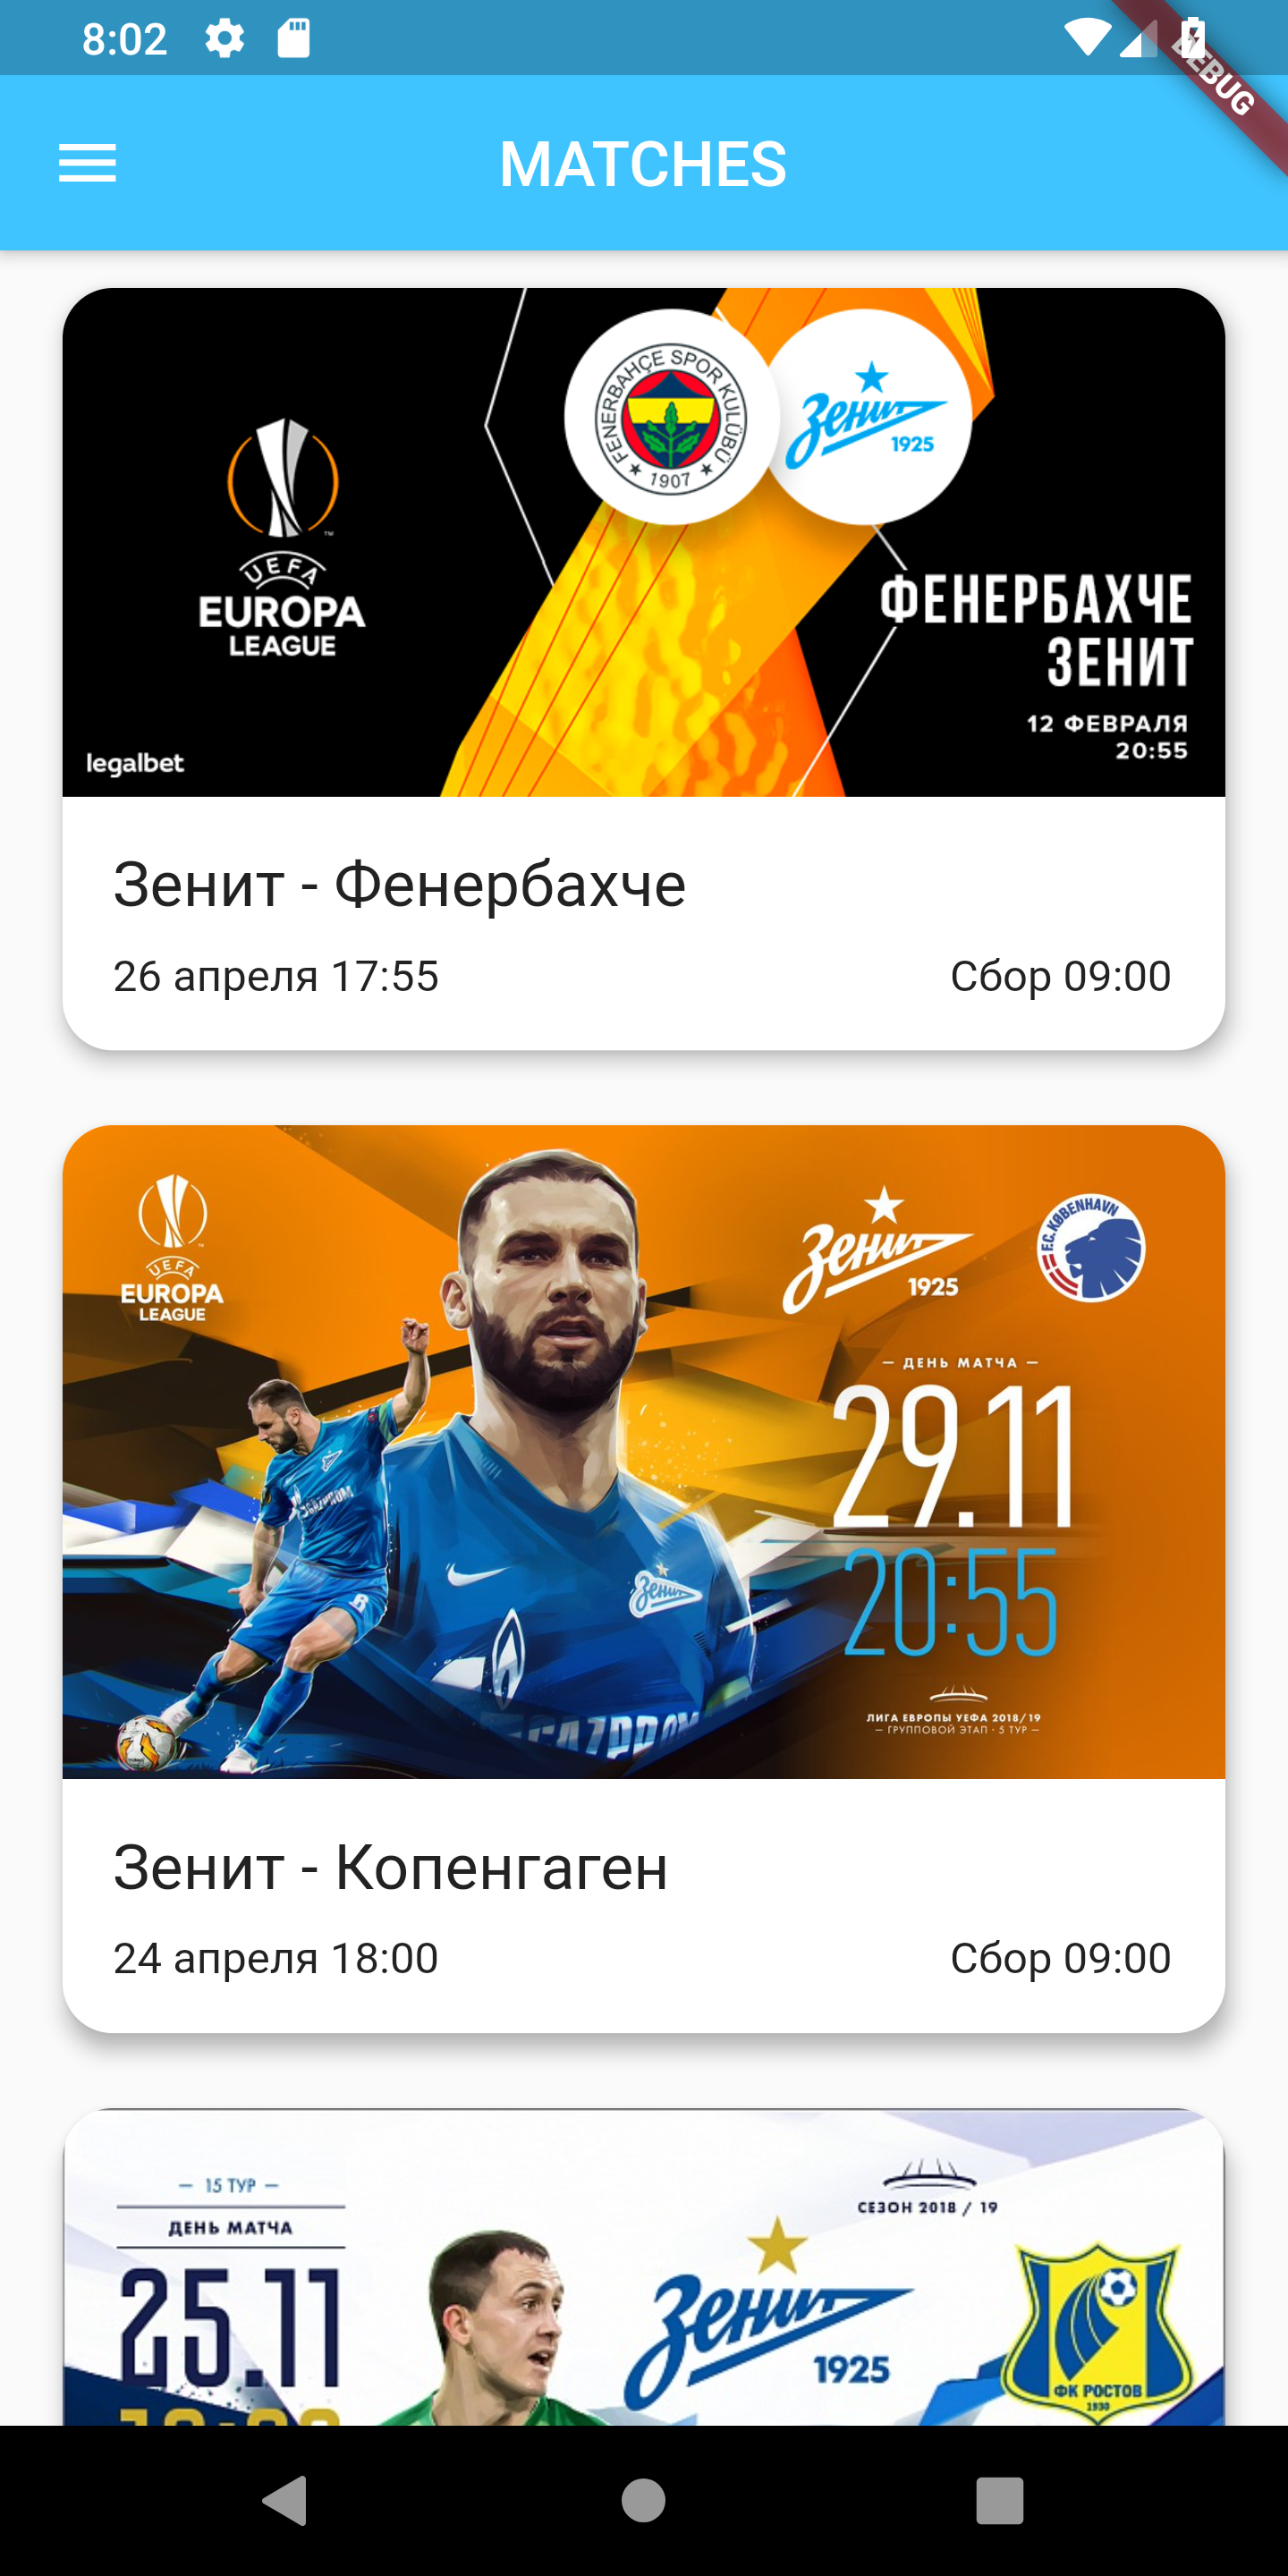 8:02
DEBUG
MATCHES
FENERBAHÇE SPOR KULÜBÜ
★ 1907 ★
Зенит
1925
UEFA
EUROPA
LEAGUE
ФЕНЕРБАХЧЕ
ЗЕНИТ
12 ФЕВРАЛЯ
20:55
legalbet
Зенит - Фенербахче
26 апреля 17:55 Сбор 09:00
UEFA
EUROPA
LEAGUE
Зенит
1925
F.C. KØBENHAVN
— ДЕНЬ МАТЧА —
29.11
20:55
GAZPROM
Зенит
GAZPROM
ЛИГА ЕВРОПЫ УЕФА 2018/19
— ГРУППОВОЙ ЭТАП · 5 ТУР —
Зенит - Копенгаген
24 апреля 18:00 Сбор 09:00
— 15 ТУР —
ДЕНЬ МАТЧА
25.11
СЕЗОН 2018 / 19
Зенит
1925
ФК РОСТОВ
1930